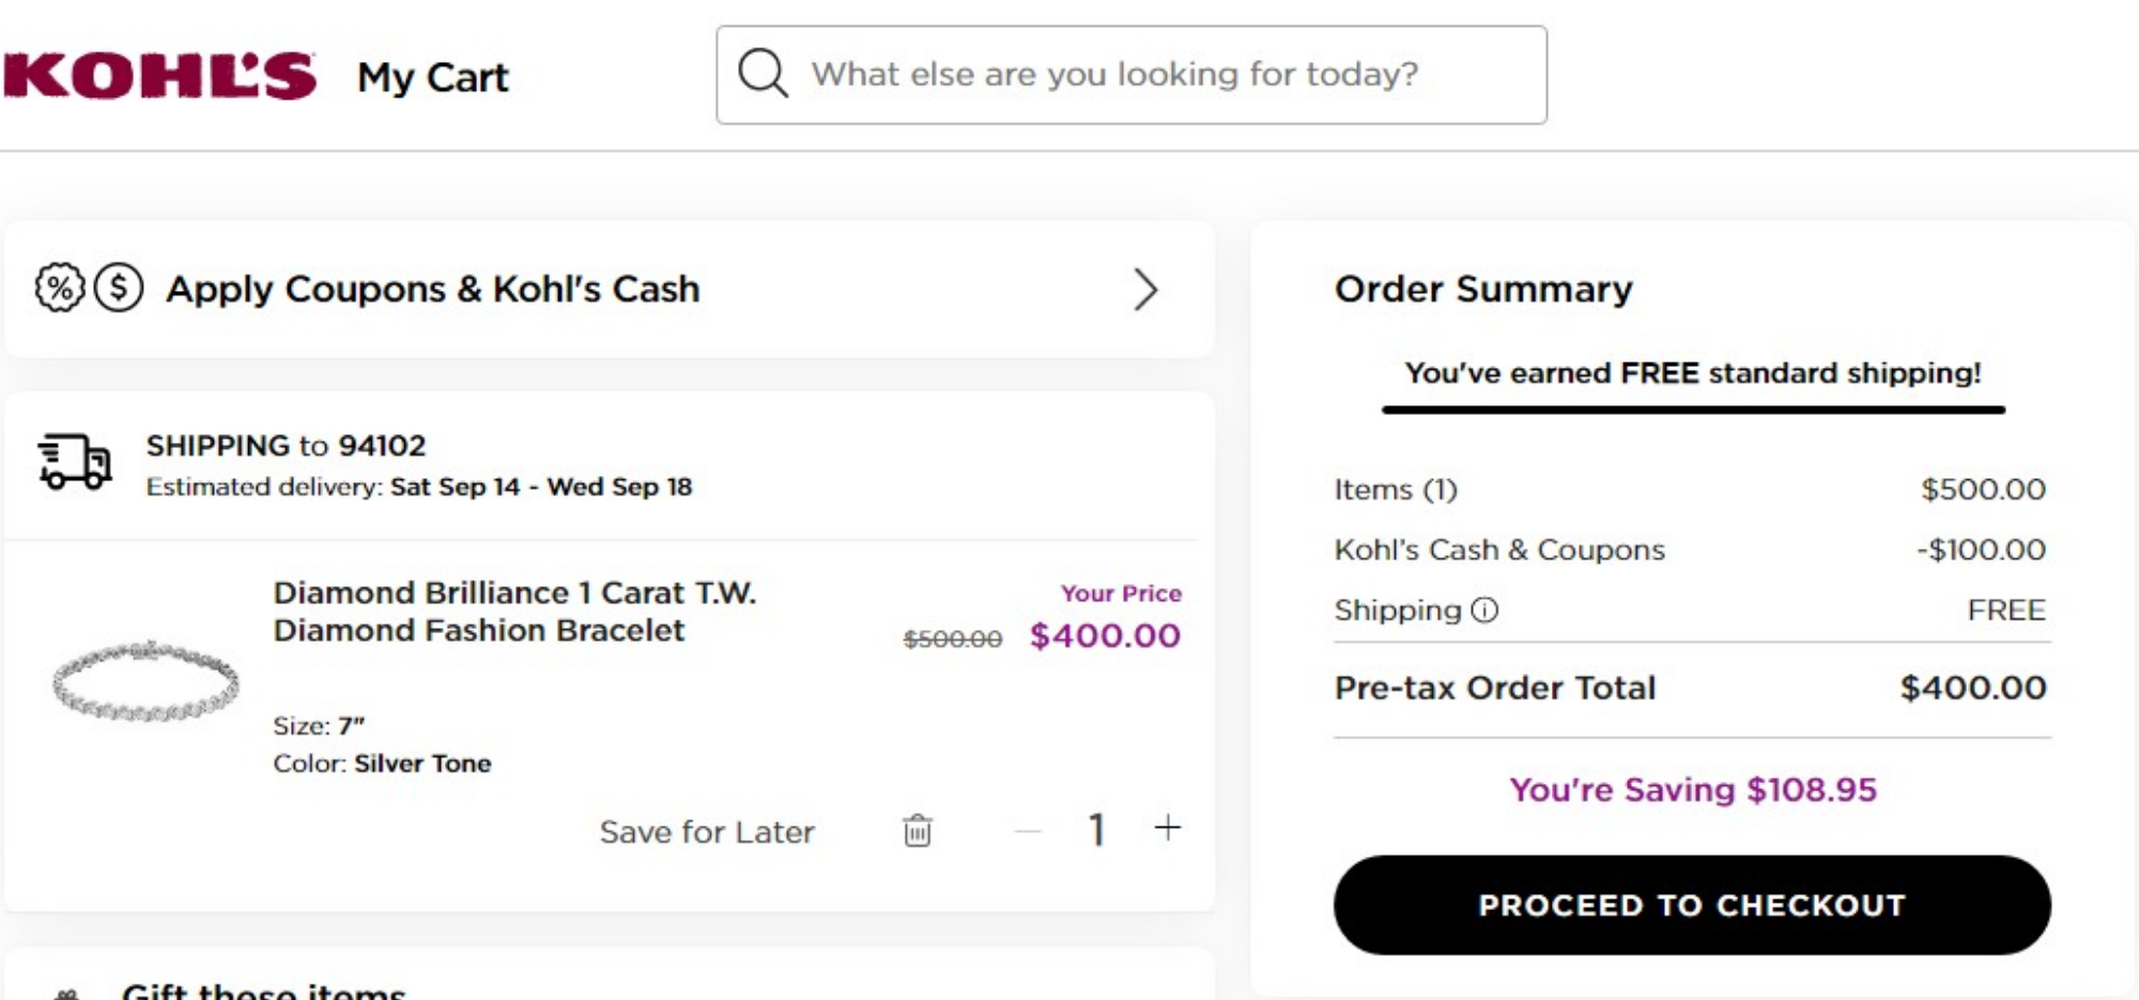 KOHL'S My Cart
What else are you looking for today?
% $ Apply Coupons & Kohl's Cash
SHIPPING to 94102
Estimated delivery: Sat Sep 14 - Wed Sep 18
Diamond Brilliance 1 Carat T.W.
Diamond Fashion Bracelet
Your Price
$500.00 $400.00
Size: 7"
Color: Silver Tone
Save for Later
1
Gift these items
Order Summary
You've earned FREE standard shipping!
Items (1) $500.00
Kohl's Cash & Coupons -$100.00
Shipping FREE
Pre-tax Order Total $400.00
You're Saving $108.95
PROCEED TO CHECKOUT